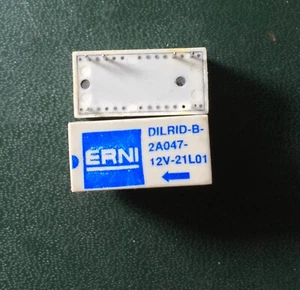 ERNI
DILRID-B-
2A047-
12V-21L01